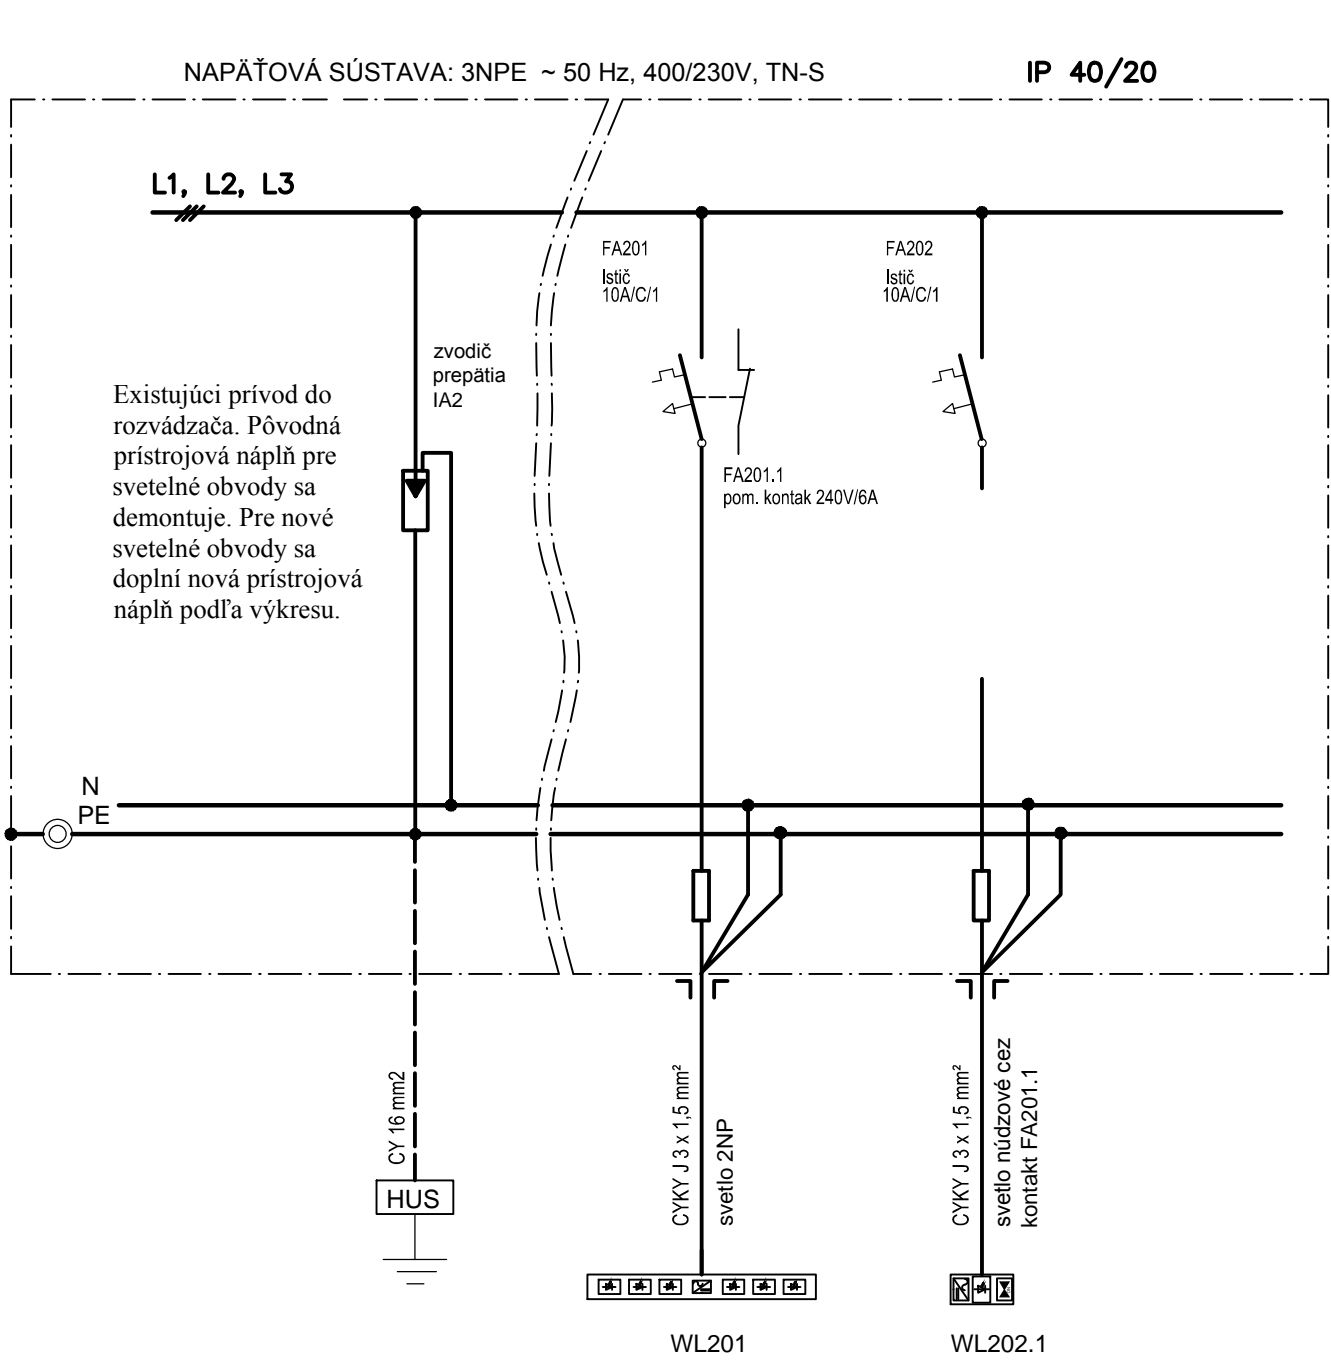 NAPÄŤOVÁ SÚSTAVA: 3NPE ~ 50 Hz, 400/230V, TN-S
IP 40/20
L1, L2, L3
FA201
Istič
10A/C/1
FA202
Istič
10A/C/1
zvodič
prepätia
IA2
Existujúci prívod do
rozvádzača. Pôvodná
prístrojová náplň pre
svetelné obvody sa
demontuje. Pre nové
svetelné obvody sa
doplní nová prístrojová
náplň podľa výkresu.
FA201.1
pom. kontak 240V/6A
N
PE
CY 16 mm2
HUS
CYKY J 3 x 1,5 mm²
svetlo 2NP
CYKY J 3 x 1,5 mm²
svetlo núdzové cez
kontakt FA201.1
WL201
WL202.1